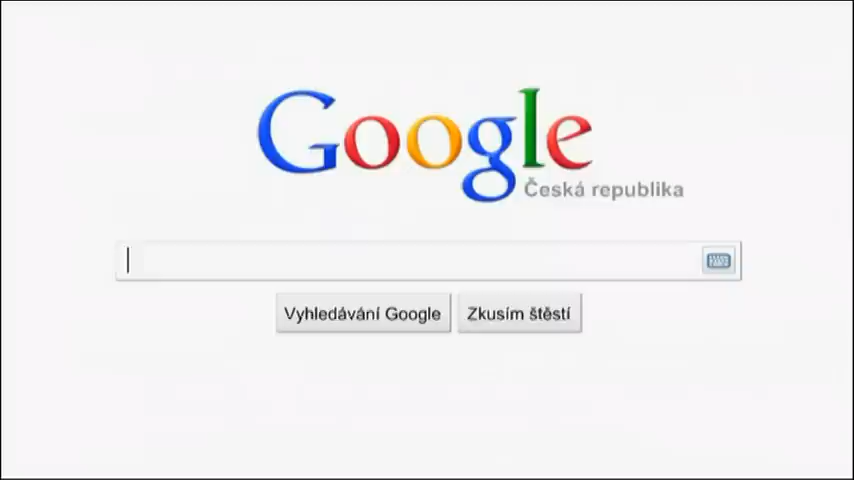 Google
Česká republika
Vyhledávání Google
Zkusím štěstí